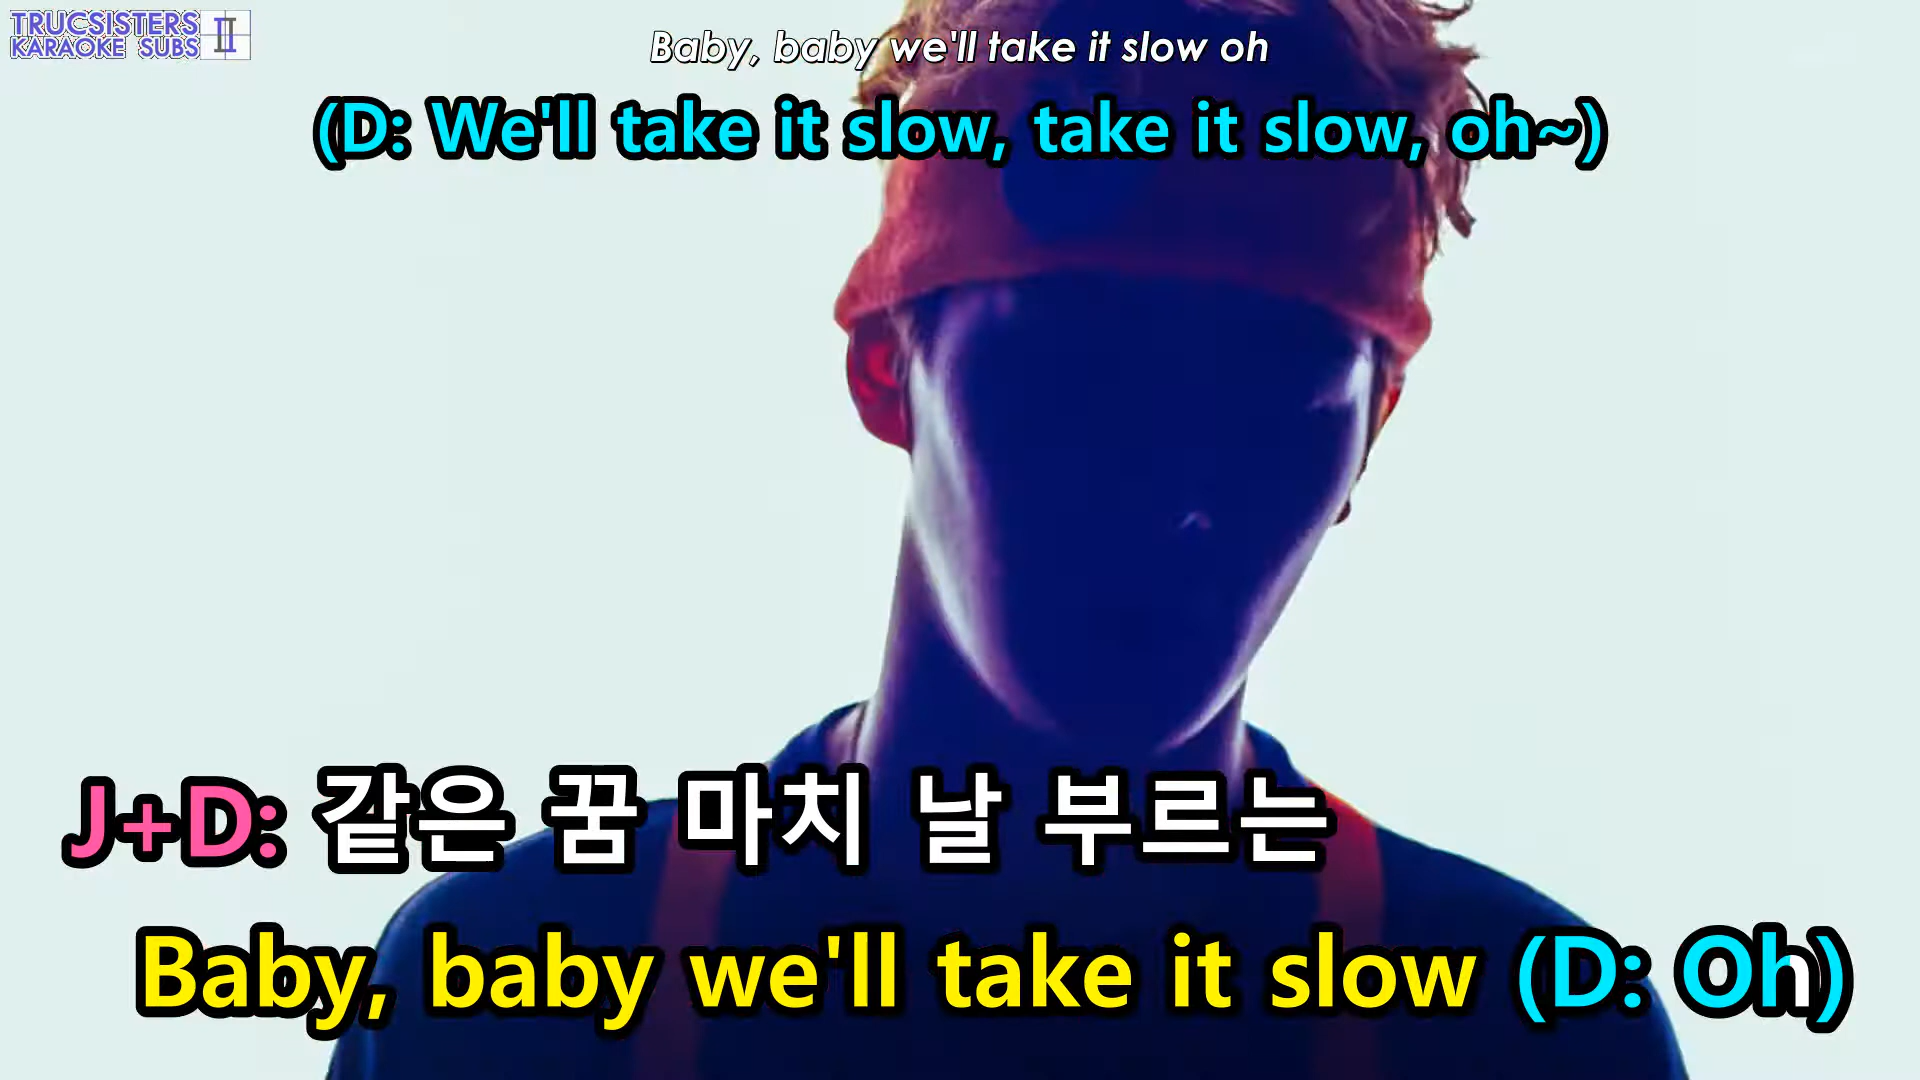 TRUCSISTERS
KARAOKE SUBS II
Baby, baby we'll take it slow oh
(D: We'll take it slow, take it slow, oh~)
J+D: 같은 꿈 마치 날 부르는
Baby, baby we'll take it slow (D: Oh)